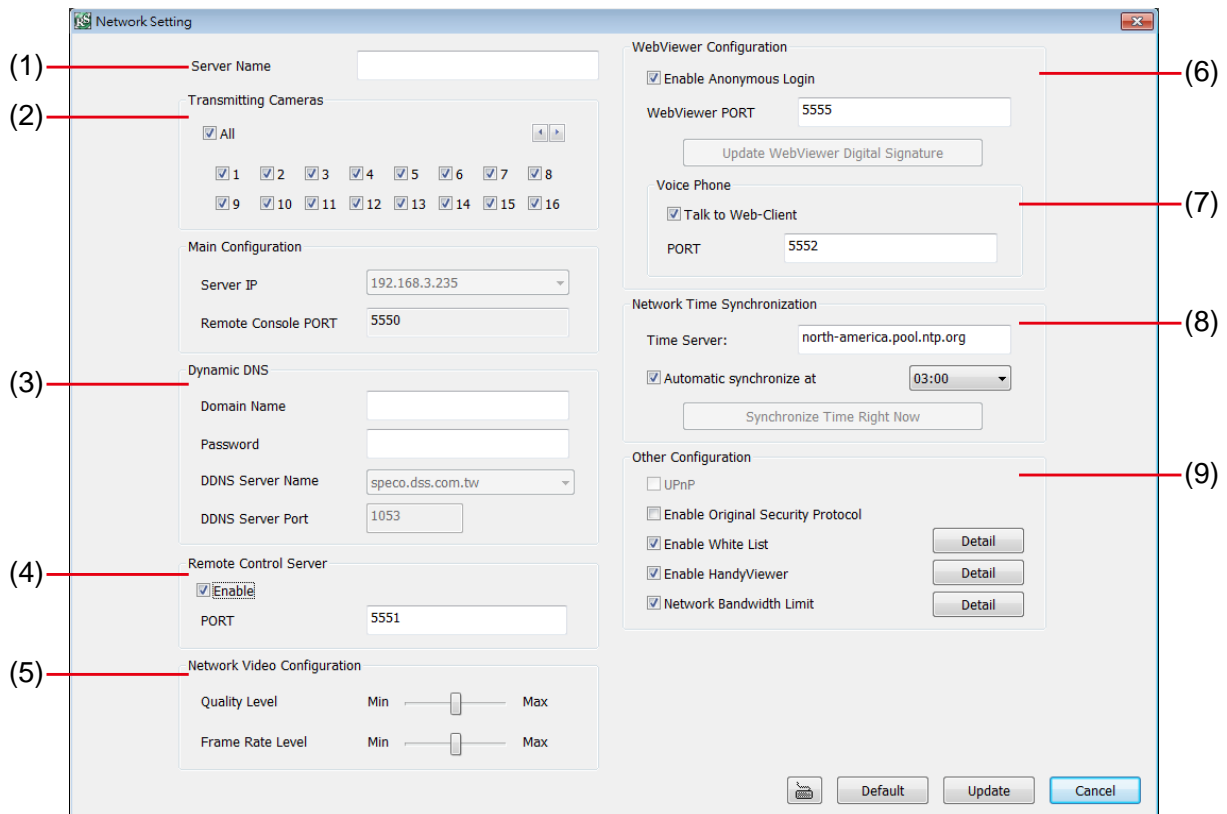 Network Setting
(1)
Server Name
(2)
Transmitting Cameras
All
1 2 3 4 5 6 7 8
9 10 11 12 13 14 15 16
Main Configuration
Server IP 192.168.3.235
Remote Console PORT 5550
(3)
Dynamic DNS
Domain Name
Password
DDNS Server Name speco.dss.com.tw
DDNS Server Port 1053
(4)
Remote Control Server
Enable
PORT 5551
(5)
Network Video Configuration
Quality Level Min Max
Frame Rate Level Min Max
WebViewer Configuration
(6)
Enable Anonymous Login
WebViewer PORT 5555
Update WebViewer Digital Signature
Voice Phone
(7)
Talk to Web-Client
PORT 5552
Network Time Synchronization
(8)
Time Server: north-america.pool.ntp.org
Automatic synchronize at 03:00
Synchronize Time Right Now
Other Configuration
(9)
UPnP
Enable Original Security Protocol
Enable White List Detail
Enable HandyViewer Detail
Network Bandwidth Limit Detail
Default Update Cancel